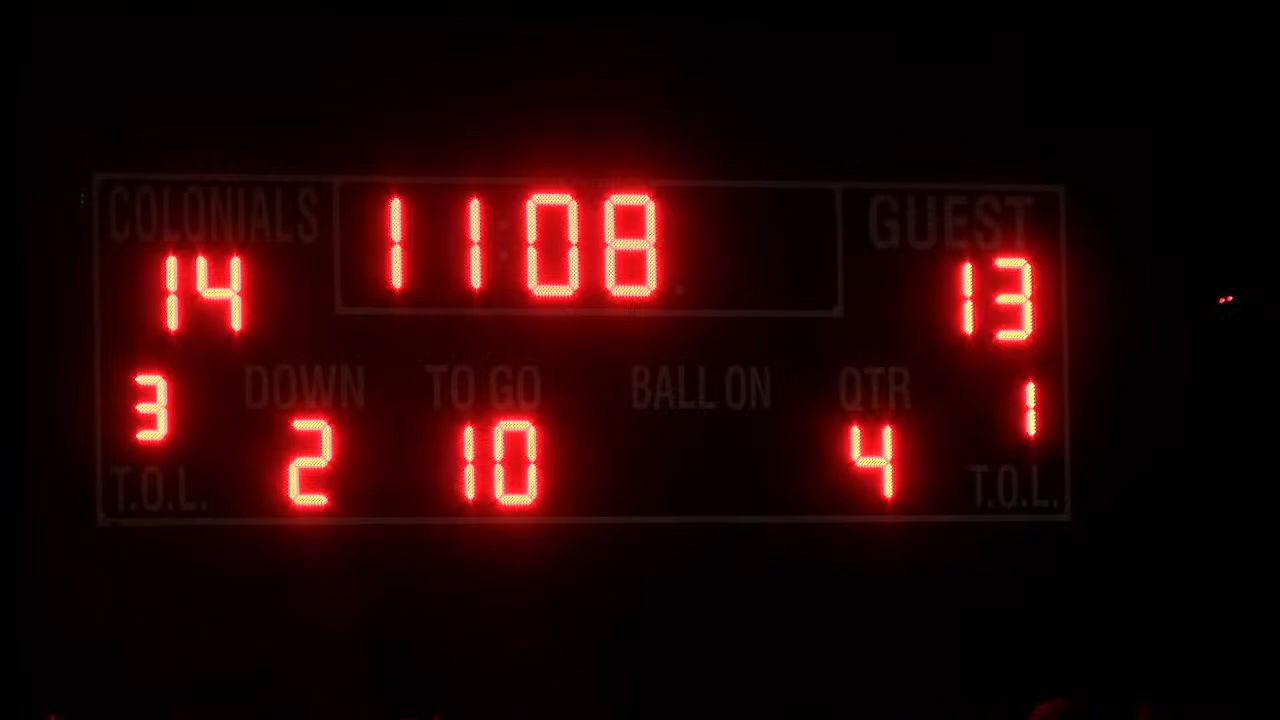 COLONIALS 11:08 GUEST
14 13
3 DOWN TO GO BALL ON QTR 1
T.O.L. 2 10 4 T.O.L.